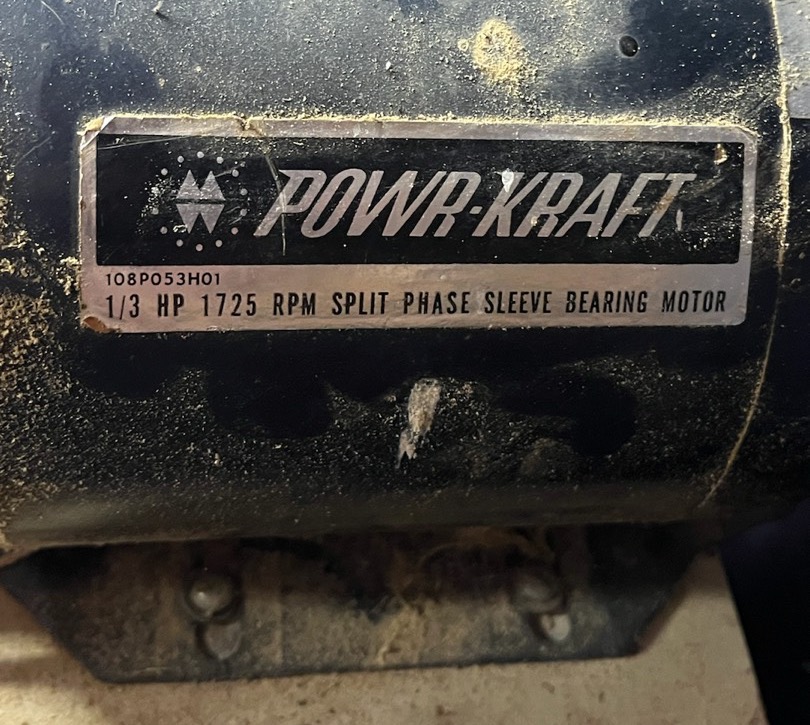 POWR-KRAFT
108P053H01
1/3 HP 1725 RPM SPLIT PHASE SLEEVE BEARING MOTOR